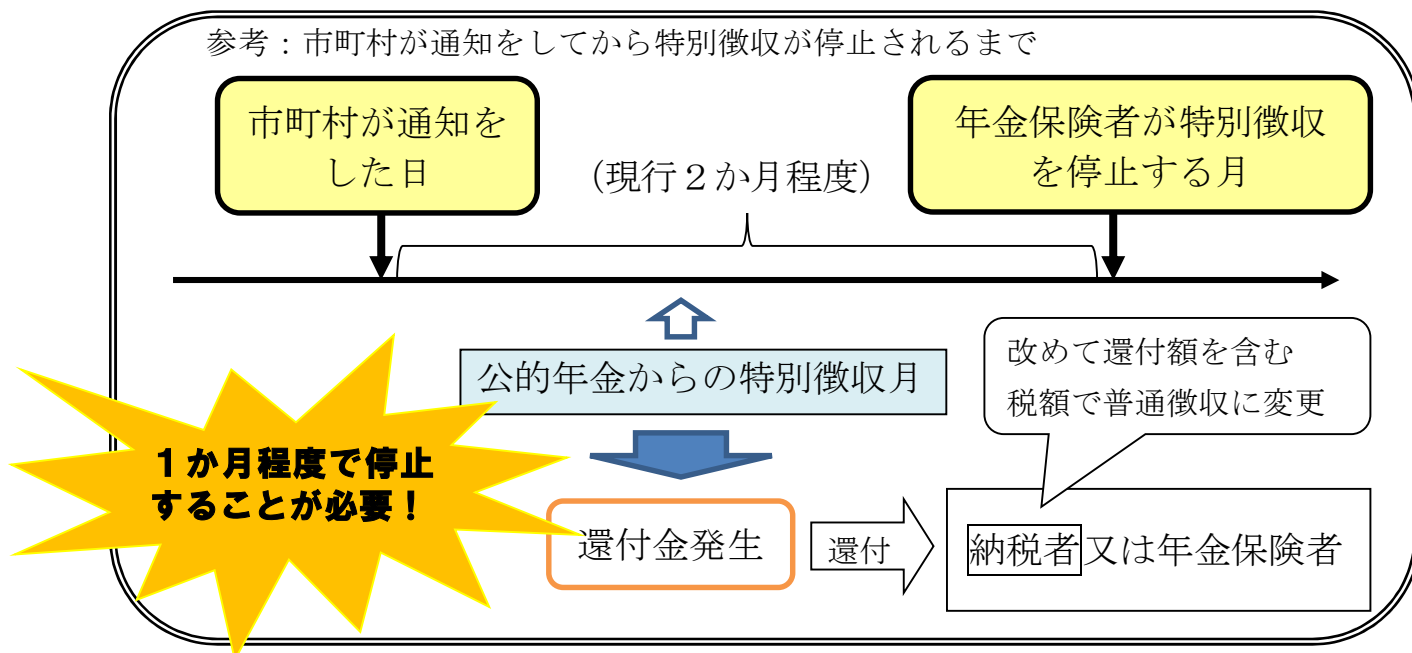 参考：市町村が通知をしてから特別徴収が停止されるまで
市町村が通知を
した日
（現行２か月程度）
年金保険者が特別徴収
を停止する月
公的年金からの特別徴収月
改めて還付額を含む
税額で普通徴収に変更
１か月程度で停止
することが必要！
還付金発生
還付
納税者又は年金保険者